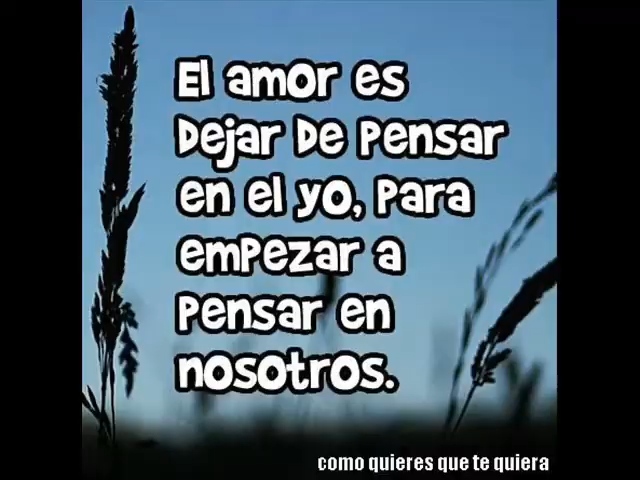 El amor es
dejar de pensar
en el yo, para
empezar a
pensar en
nosotros.
como quieres que te quiera